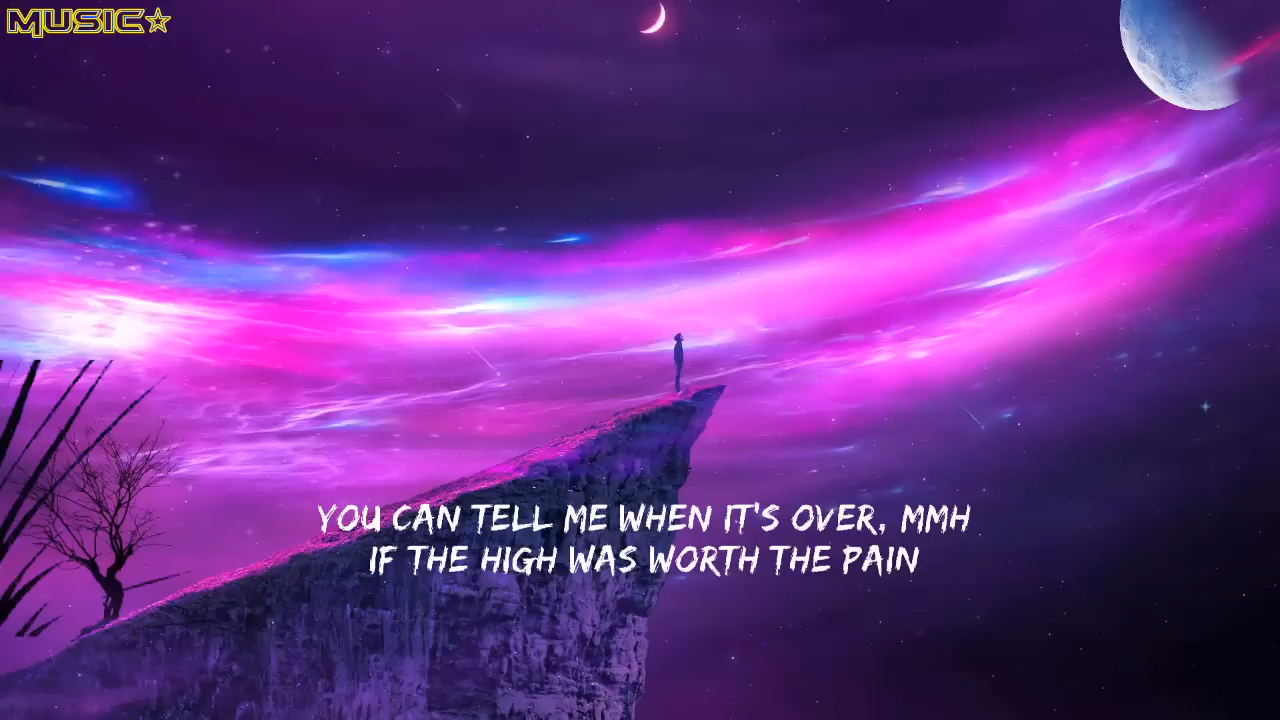 MUSIC☆
YOU CAN TELL ME WHEN IT'S OVER, MMH
IF THE HIGH WAS WORTH THE PAIN